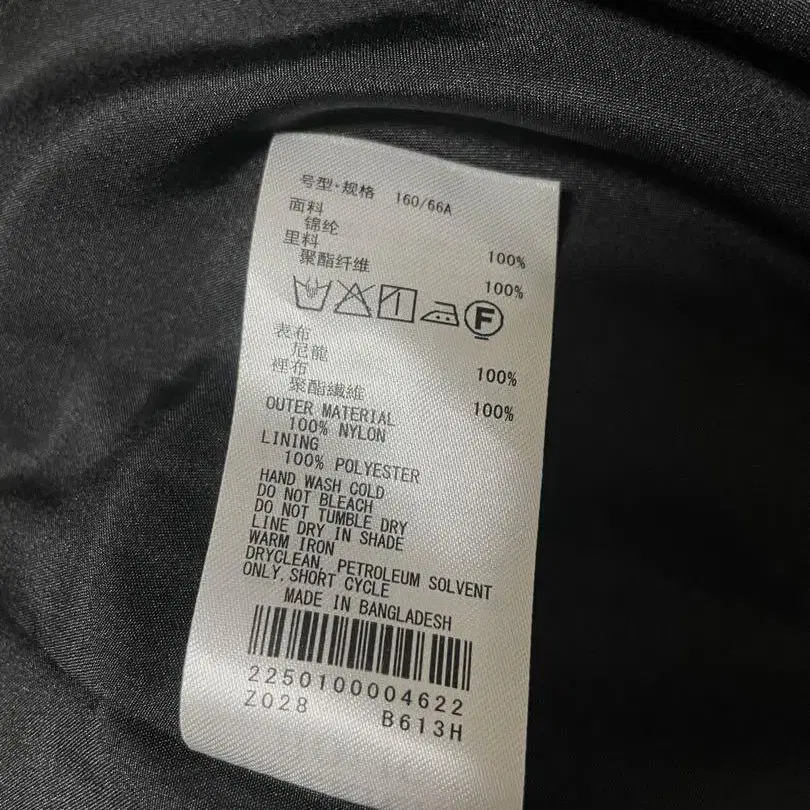 号型·规格 160/66A
面料
锦纶 100%
里料
聚酯纤维 100%
F
表布
尼龍 100%
裡布
聚酯纖維 100%
OUTER MATERIAL
100% NYLON
LINING
100% POLYESTER
HAND WASH COLD
DO NOT BLEACH
DO NOT TUMBLE DRY
LINE DRY IN SHADE
WARM IRON
DRYCLEAN, PETROLEUM SOLVENT
ONLY,SHORT CYCLE
MADE IN BANGLADESH
2250100004622
Z028 B613H